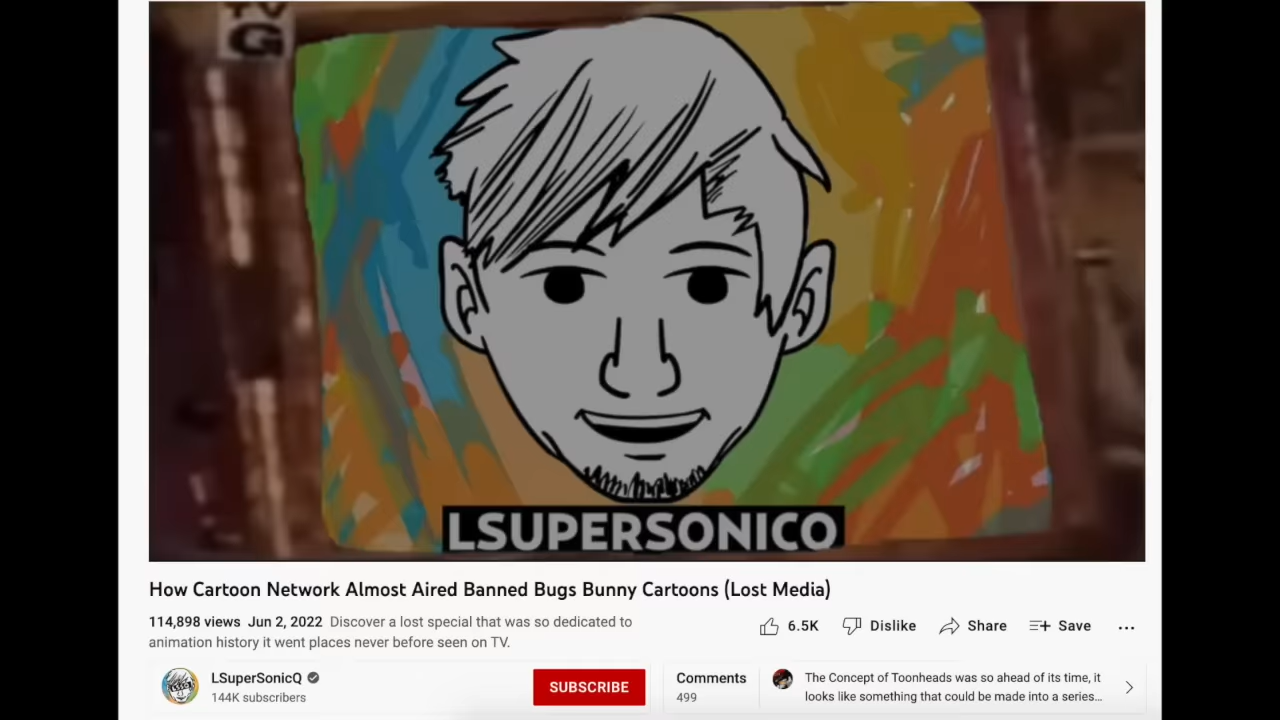 TV
G
LSUPERSONICO
How Cartoon Network Almost Aired Banned Bugs Bunny Cartoons (Lost Media)
114,898 views Jun 2, 2022 Discover a lost special that was so dedicated to
animation history it went places never before seen on TV.
6.5K
Dislike
Share
Save
LSuperSonicQ
144K subscribers
SUBSCRIBE
Comments
499
The Concept of Toonheads was so ahead of its time, it
looks like something that could be made into a series...